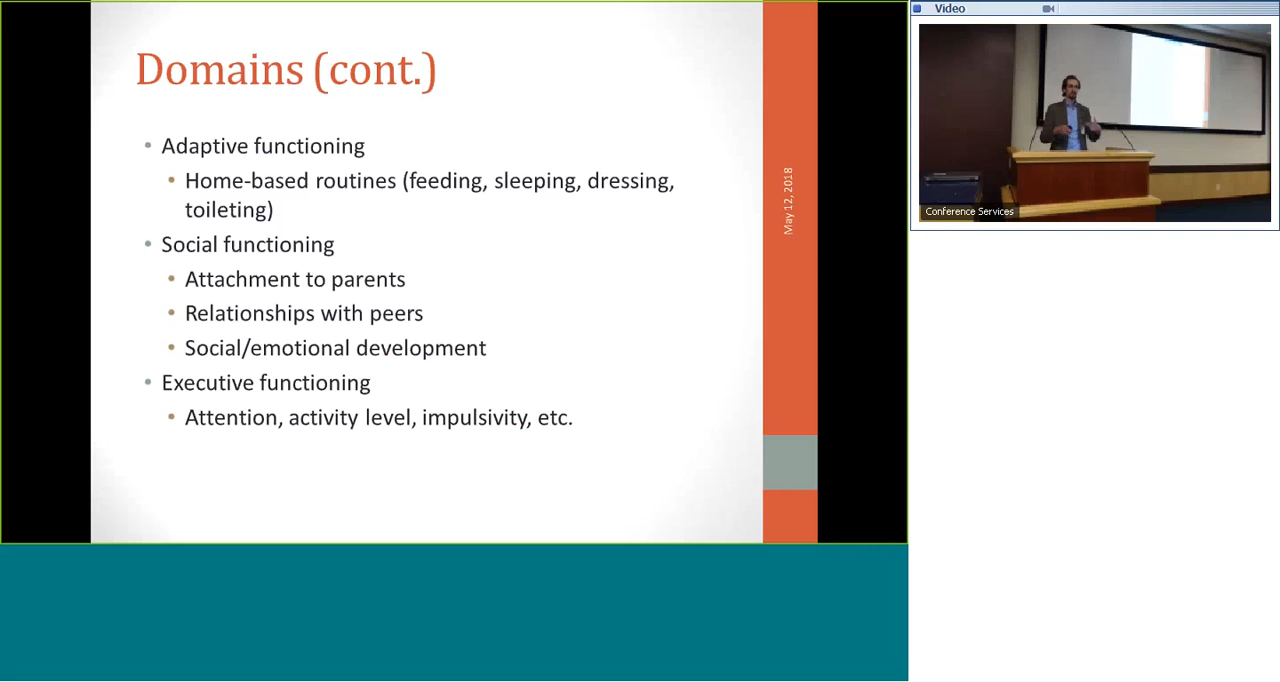 Domains (cont.)
• Adaptive functioning
• Home-based routines (feeding, sleeping, dressing,
toileting)
• Social functioning
• Attachment to parents
• Relationships with peers
• Social/emotional development
• Executive functioning
• Attention, activity level, impulsivity, etc.
May 12, 2018
Video
Conference Services